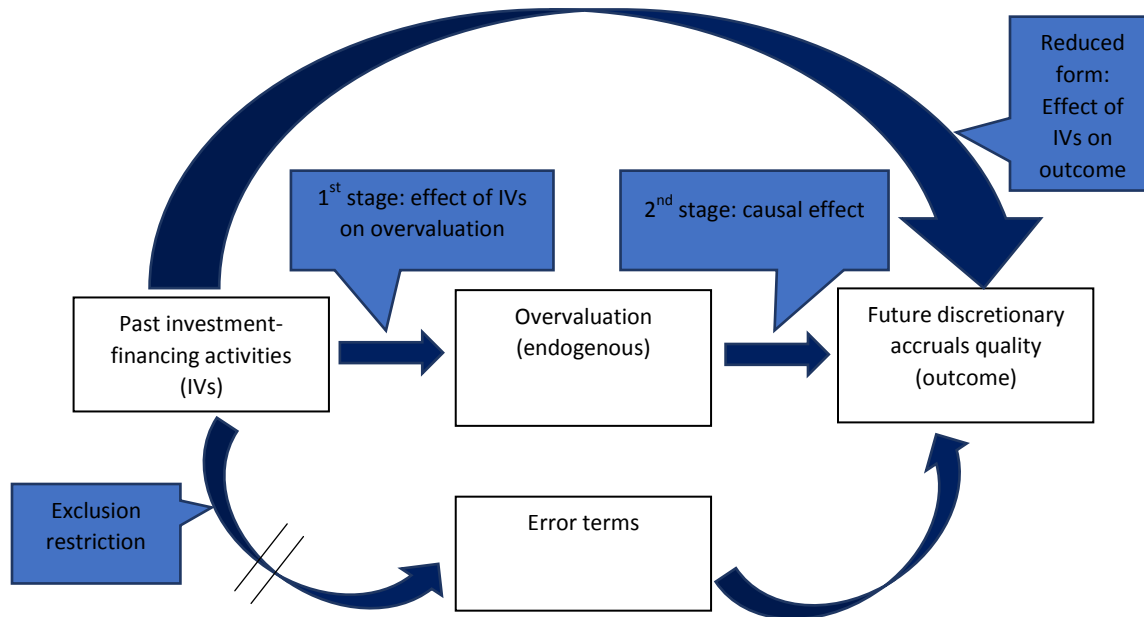 Reduced
form:
Effect of
IVs on
outcome
1st stage: effect of IVs
on overvaluation
2nd stage: causal effect
Past investment-
financing activities
(IVs)
Overvaluation
(endogenous)
Future discretionary
accruals quality
(outcome)
Exclusion
restriction
Error terms